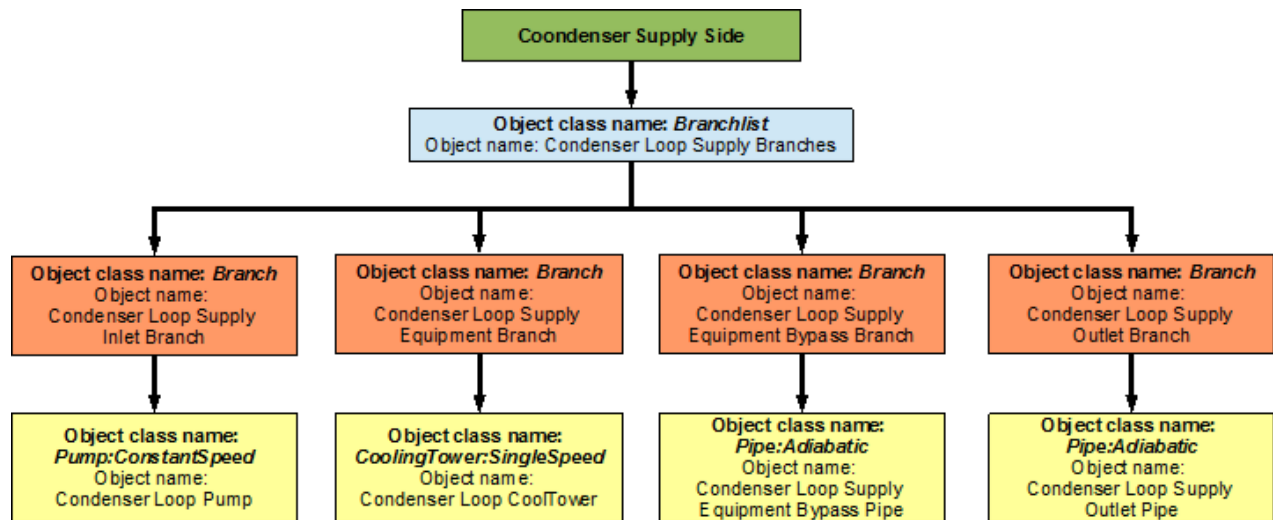 Coondenser Supply Side
Object class name: Branchlist
Object name: Condenser Loop Supply Branches
Object class name: Branch
Object name:
Condenser Loop Supply
Inlet Branch
Object class name: Branch
Object name:
Condenser Loop Supply
Equipment Branch
Object class name: Branch
Object name:
Condenser Loop Supply
Equipment Bypass Branch
Object class name: Branch
Object name:
Condenser Loop Supply
Outlet Branch
Object class name:
Pump:ConstantSpeed
Object name:
Condenser Loop Pump
Object class name:
CoolingTower:SingleSpeed
Object name:
Condenser Loop CoolTower
Object class name:
Pipe:Adiabatic
Object name:
Condenser Loop Supply
Equipment Bypass Pipe
Object class name:
Pipe:Adiabatic
Object name:
Condenser Loop Supply
Outlet Pipe